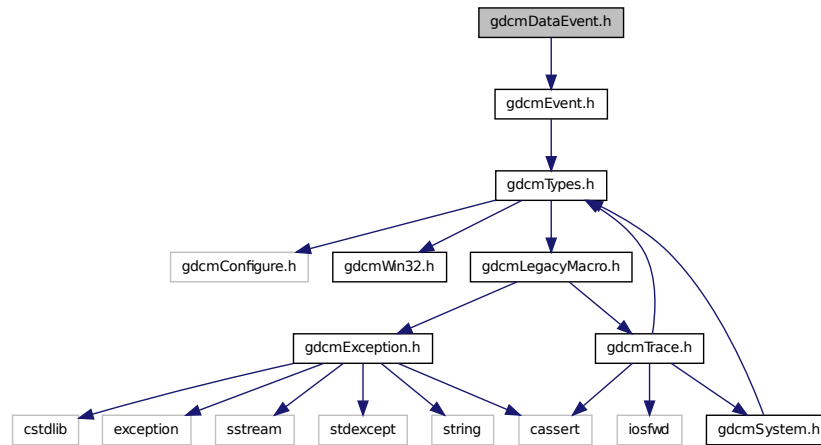 gdcmDataEvent.h
gdcmEvent.h
gdcmTypes.h
gdcmConfigure.h
gdcmWin32.h
gdcmLegacyMacro.h
gdcmException.h
gdcmTrace.h
cstdlib
exception
sstream
stdexcept
string
cassert
iosfwd
gdcmSystem.h